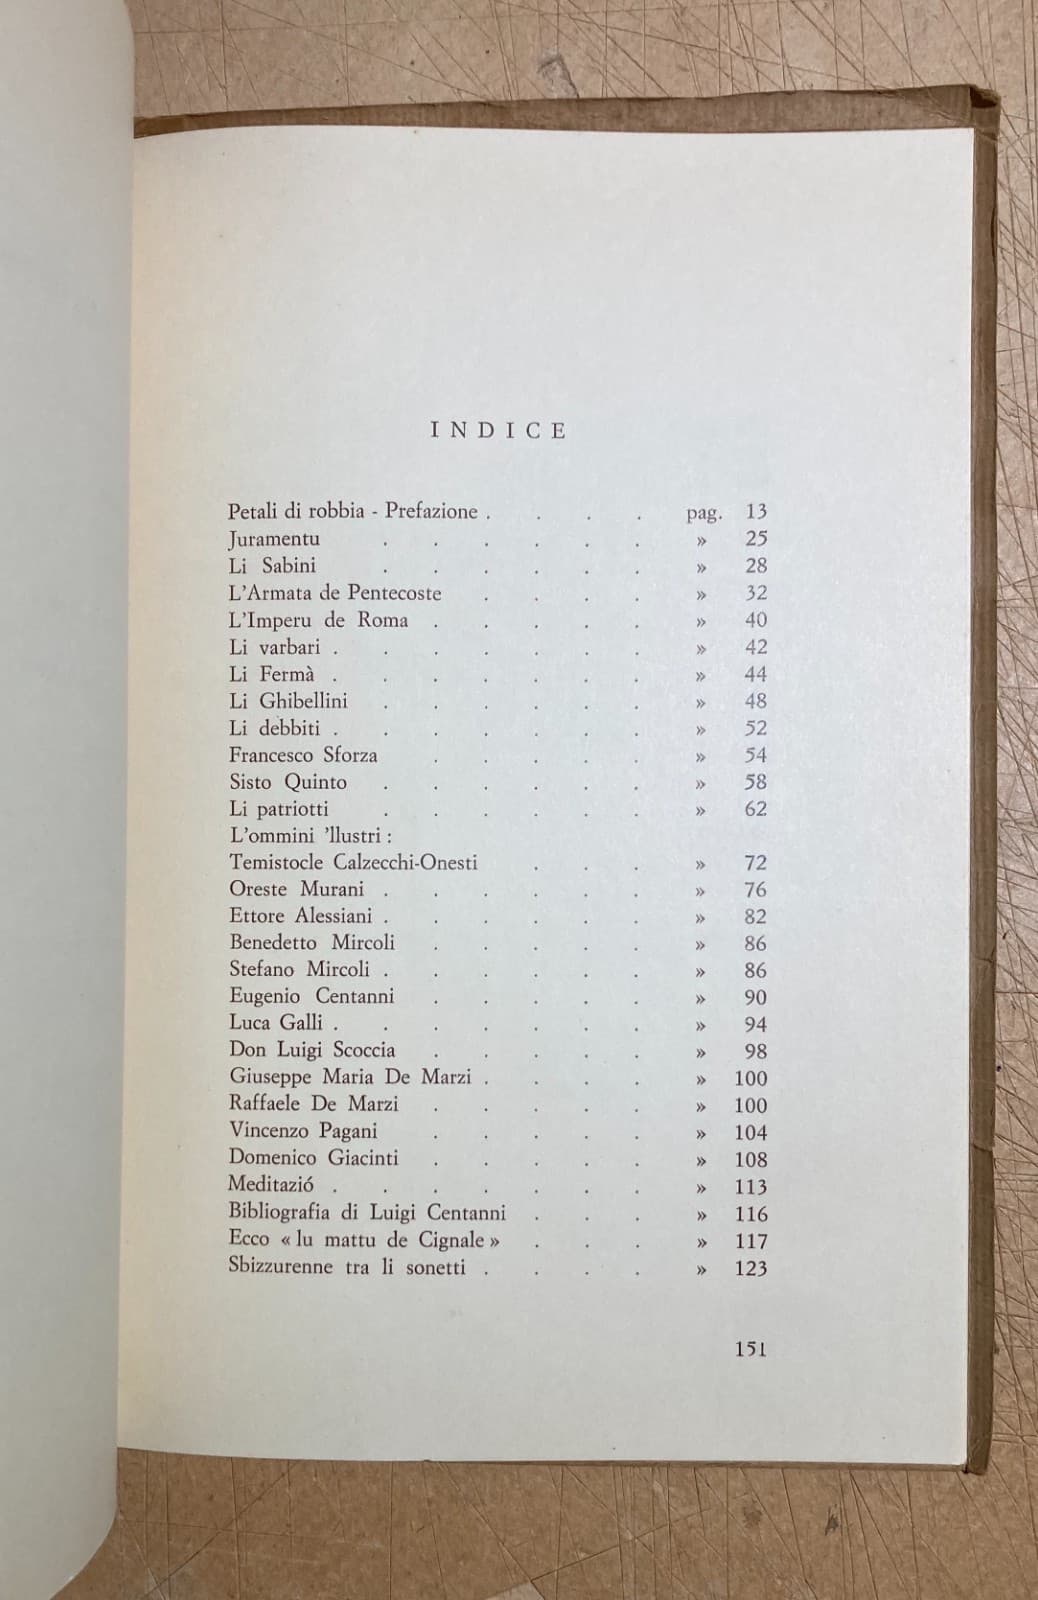 INDICE
Petali di robbia - Prefazione . . . . pag. 13
Juramentu . . . . . . » 25
Li Sabini . . . . . . » 28
L'Armata de Pentecoste . . . . » 32
L'Imperu de Roma . . . . . » 40
Li varbari . . . . . . . » 42
Li Fermà . . . . . . . » 44
Li Ghibellini . . . . . . » 48
Li debbiti . . . . . . . » 52
Francesco Sforza . . . . . » 54
Sisto Quinto . . . . . . » 58
Li patriotti . . . . . . » 62
L'ommini 'llustri :
Temistocle Calzecchi-Onesti . . . » 72
Oreste Murani . . . . . . » 76
Ettore Alessiani . . . . . . » 82
Benedetto Mircoli . . . . . » 86
Stefano Mircoli . . . . . . » 86
Eugenio Centanni . . . . . » 90
Luca Galli . . . . . . . » 94
Don Luigi Scoccia . . . . . » 98
Giuseppe Maria De Marzi . . . . » 100
Raffaele De Marzi . . . . . » 100
Vincenzo Pagani . . . . . » 104
Domenico Giacinti . . . . . » 108
Meditazió . . . . . . . » 113
Bibliografia di Luigi Centanni . . . » 116
Ecco « lu mattu de Cignale » . . . » 117
Sbizzurenne tra li sonetti . . . . » 123
151